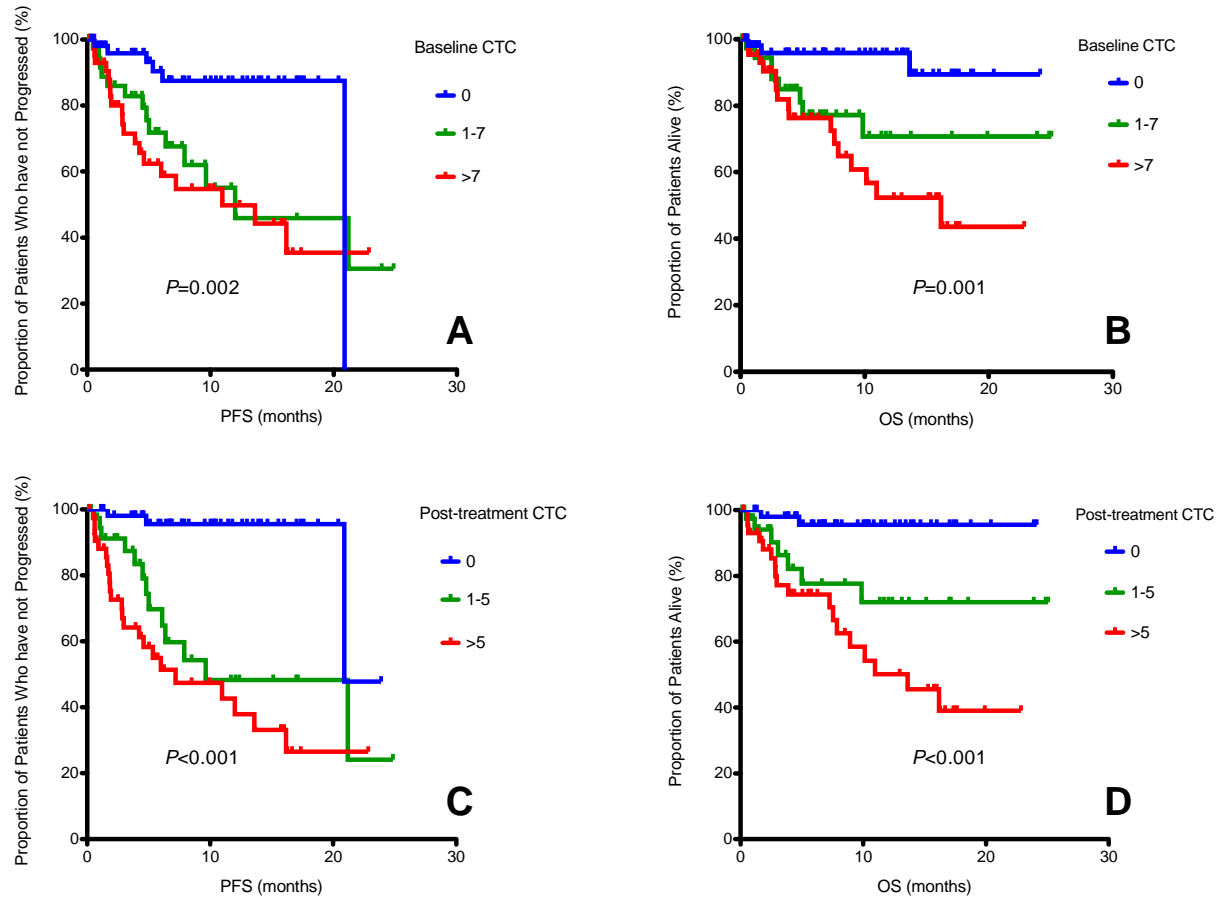 Proportion of Patients Who have not Progressed (%)
100
80
60
40
20
0
0 10 20 30
PFS (months)
Baseline CTC
0
1-7
>7
P=0.002
A
Proportion of Patients Alive (%)
100
80
60
40
20
0
0 10 20 30
OS (months)
Baseline CTC
0
1-7
>7
P=0.001
B
Proportion of Patients Who have not Progressed (%)
100
80
60
40
20
0
0 10 20 30
PFS (months)
Post-treatment CTC
0
1-5
>5
P<0.001
C
Proportion of Patients Alive (%)
100
80
60
40
20
0
0 10 20 30
OS (months)
Post-treatment CTC
0
1-5
>5
P<0.001
D